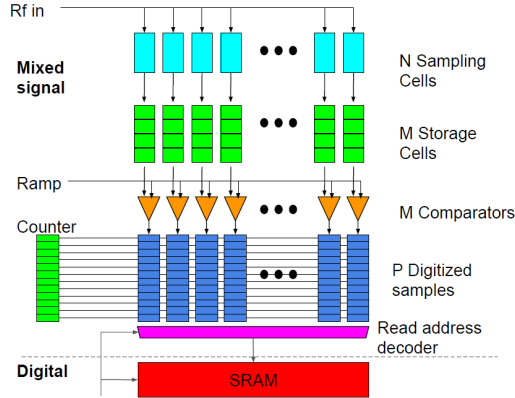 Rf in
Mixed
signal
N Sampling
Cells
M Storage
Cells
Ramp
M Comparators
Counter
P Digitized
samples
Read address
decoder
Digital
SRAM